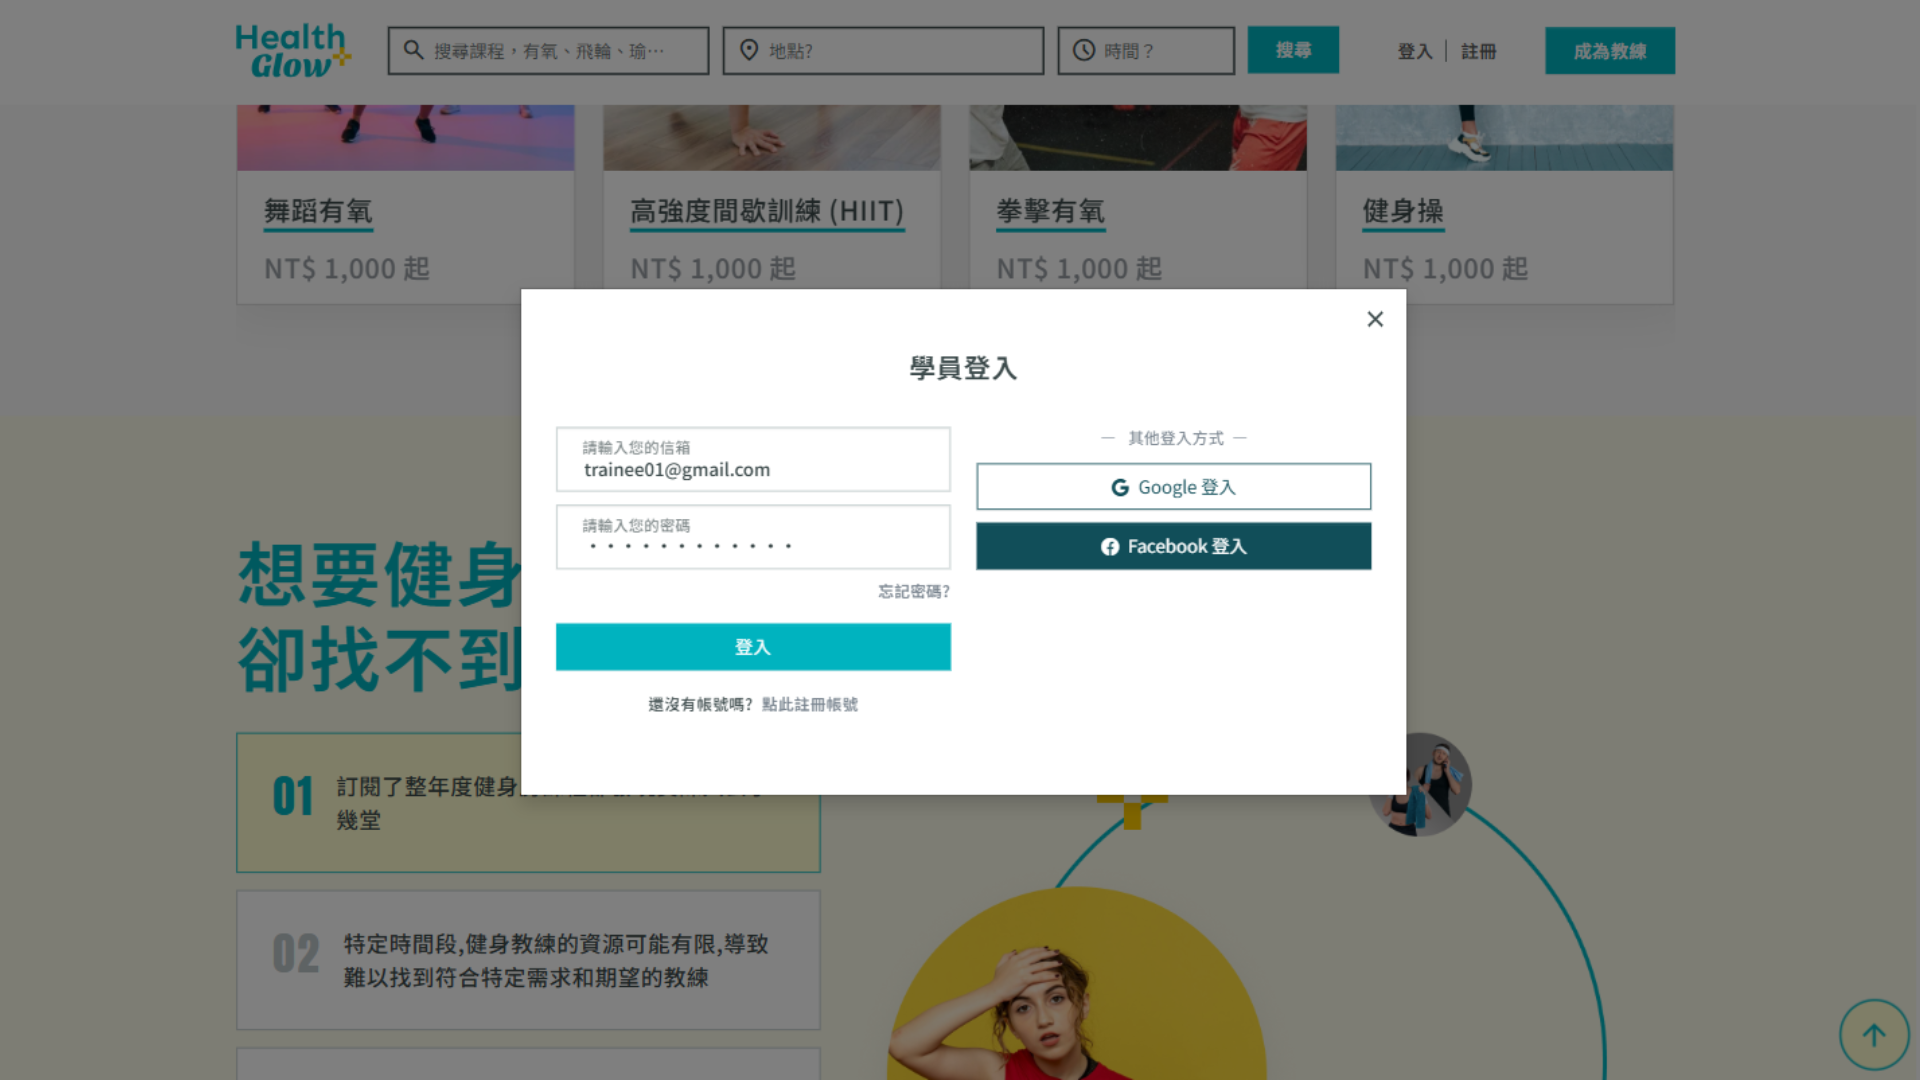 Health
Glow
搜尋課程，有氧、飛輪、瑜…
地點?
時間？
搜尋
登入
註冊
成為教練
舞蹈有氧
NT$ 1,000 起
高強度間歇訓練 (HIIT)
NT$ 1,000 起
拳擊有氧
NT$ 1,000 起
健身操
NT$ 1,000 起
學員登入
請輸入您的信箱
trainee01@gmail.com
請輸入您的密碼
忘記密碼?
登入
還沒有帳號嗎? 點此註冊帳號
— 其他登入方式 —
Google 登入
Facebook 登入
想要健身
卻找不到
01
訂閱了整年度健身
幾堂
02
特定時間段,健身教練的資源可能有限,導致
難以找到符合特定需求和期望的教練